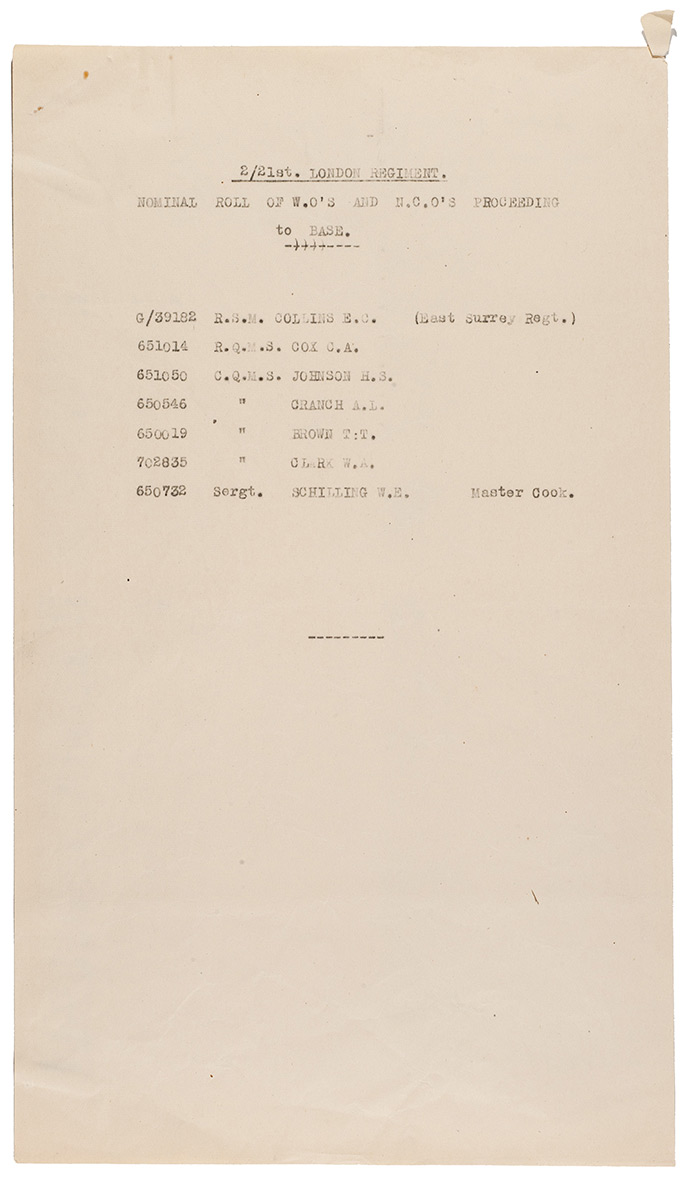 2/21st. LONDON REGIMENT.
NOMINAL ROLL OF W.O'S AND N.C.O'S PROCEEDING
to BASE.
G/39182 R.S.M. COLLINS E.C. (East Surrey Regt.)
651014 R.Q.M.S. COX C.A.
651050 C.Q.M.S. JOHNSON H.S.
650546 " CRANCH A.L.
650019 " BROWN T.T.
702835 " CLARK W.A.
650732 Sergt. SCHILLING W.E. Master Cook.
---------